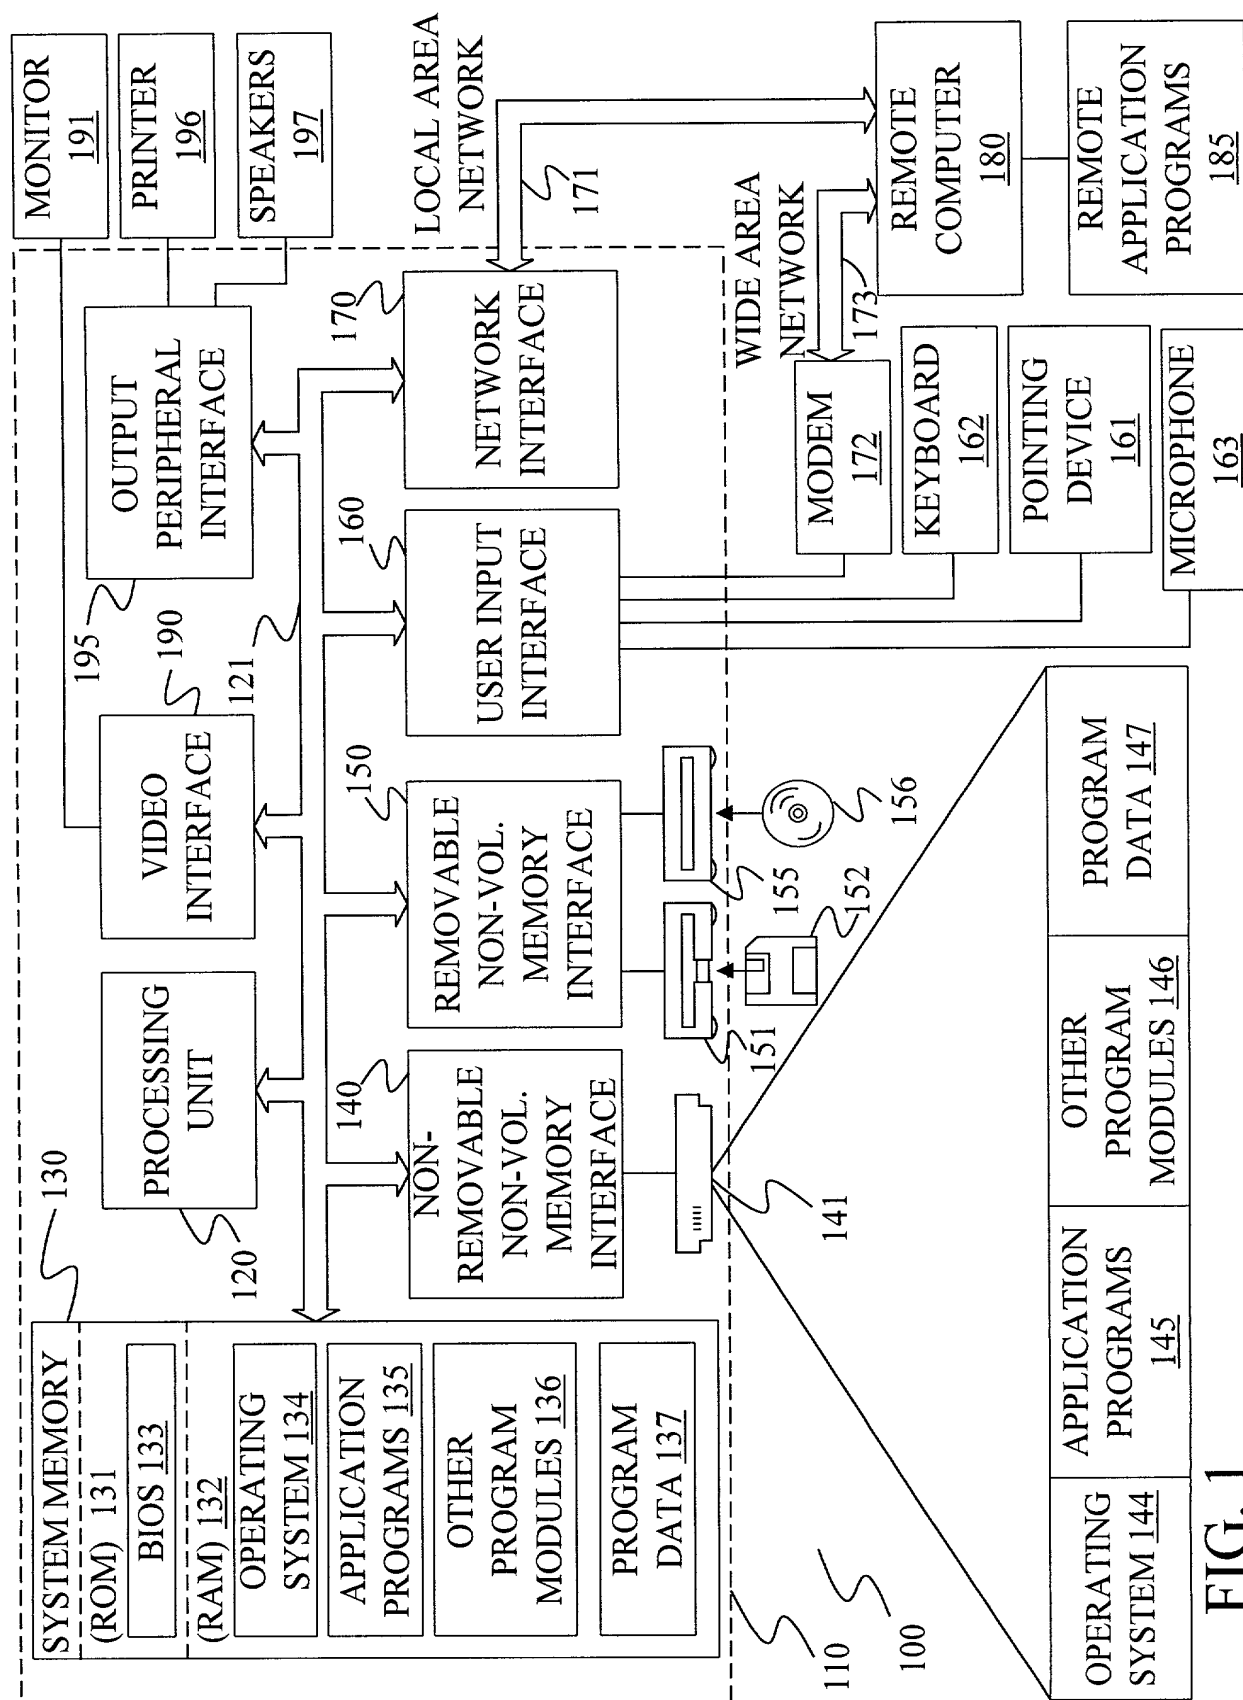 SYSTEM MEMORY
130
(ROM) 131
BIOS 133
(RAM) 132
OPERATING
SYSTEM 134
APPLICATION
PROGRAMS 135
OTHER
PROGRAM
MODULES 136
PROGRAM
DATA 137
PROCESSING
UNIT
120
VIDEO
INTERFACE
190
121
OUTPUT
PERIPHERAL
INTERFACE
195
MONITOR
191
PRINTER
196
SPEAKERS
197
NON-
REMOVABLE
NON-VOL.
MEMORY
INTERFACE
140
REMOVABLE
NON-VOL.
MEMORY
INTERFACE
150
USER INPUT
INTERFACE
160
NETWORK
INTERFACE
170
LOCAL AREA
NETWORK
171
141
151
152
155
156
WIDE AREA
NETWORK
173
MODEM
172
KEYBOARD
162
POINTING
DEVICE
161
MICROPHONE
163
REMOTE
COMPUTER
180
REMOTE
APPLICATION
PROGRAMS
185
110
100
OPERATING
SYSTEM 144
APPLICATION
PROGRAMS
145
OTHER
PROGRAM
MODULES 146
PROGRAM
DATA 147
FIG. 1